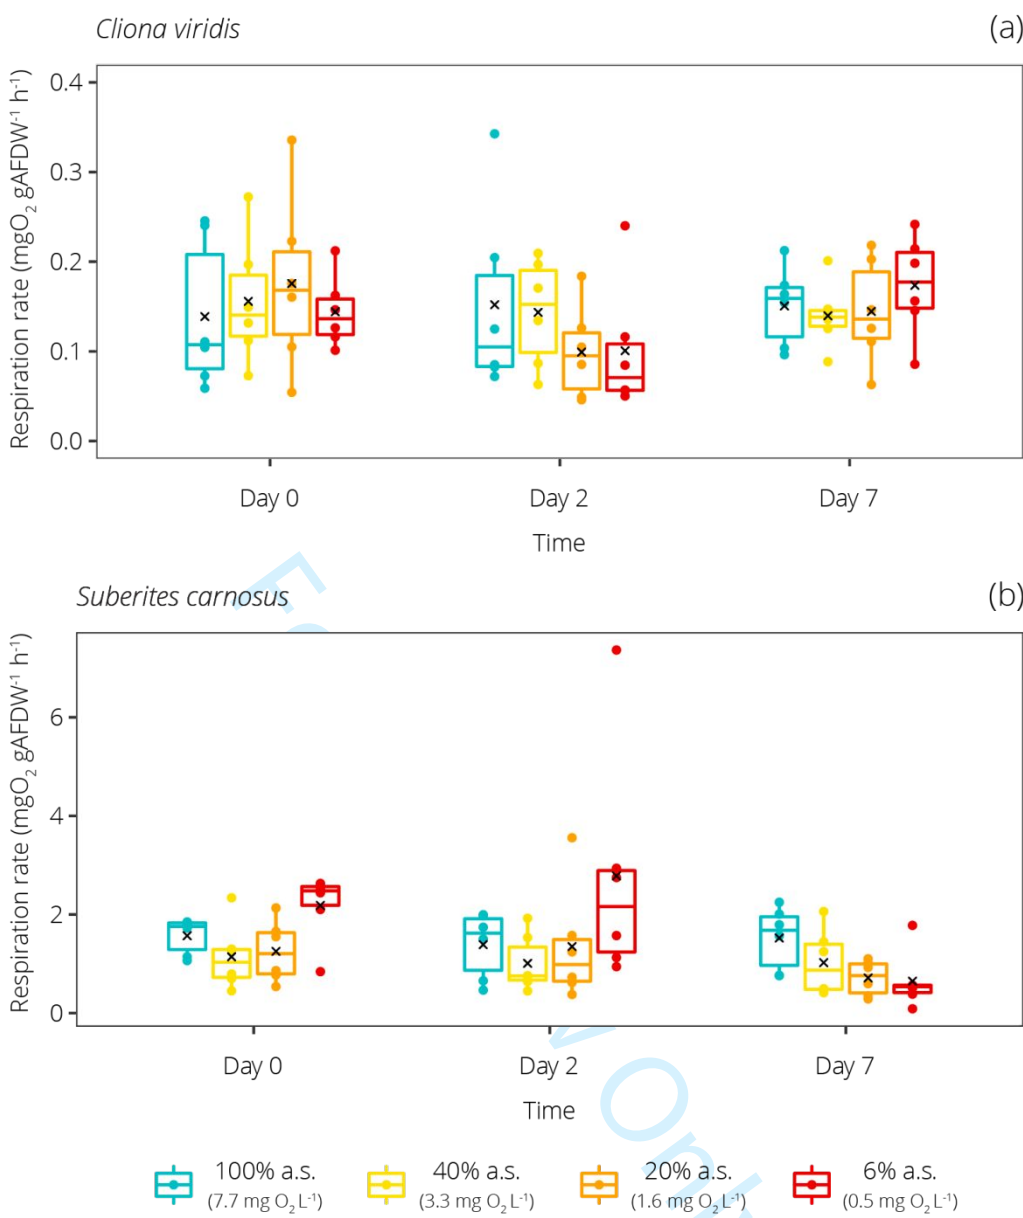 Cliona viridis (a)
Respiration rate (mgO₂ gAFDW⁻¹ h⁻¹)
0.4
0.3
0.2
0.1
0.0
Day 0 Day 2 Day 7
Time
Suberites carnosus (b)
Respiration rate (mgO₂ gAFDW⁻¹ h⁻¹)
6
4
2
0
Day 0 Day 2 Day 7
Time
100% a.s. 40% a.s. 20% a.s. 6% a.s.
(7.7 mg O₂ L⁻¹) (3.3 mg O₂ L⁻¹) (1.6 mg O₂ L⁻¹) (0.5 mg O₂ L⁻¹)